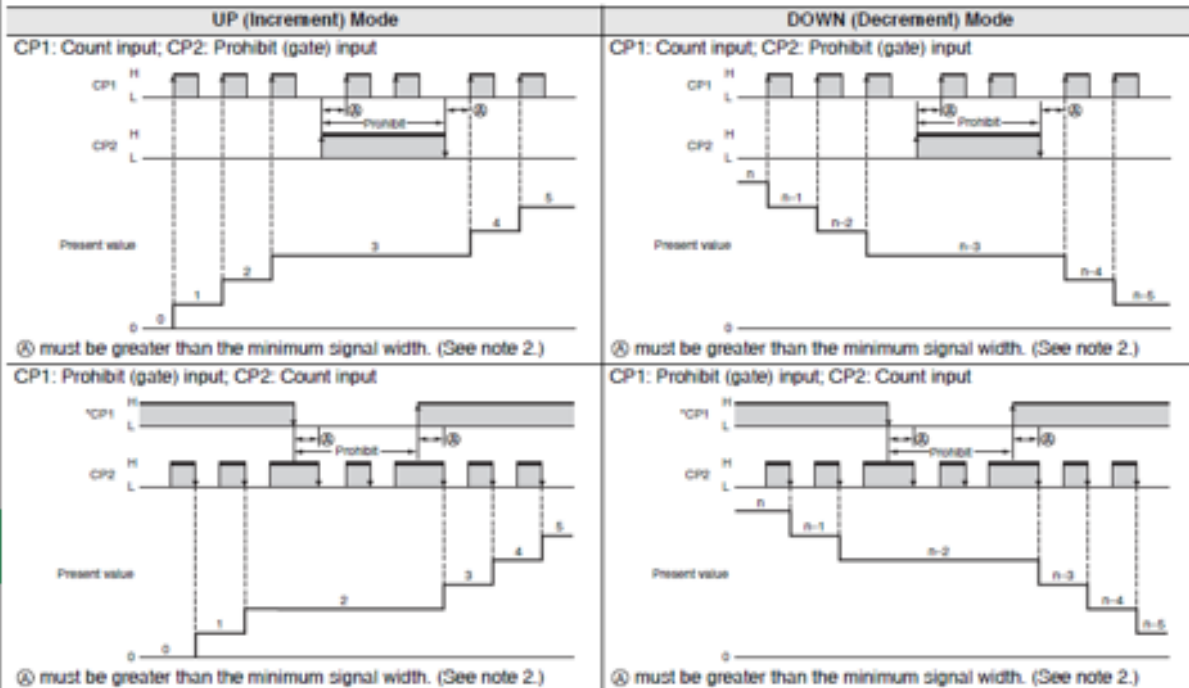 UP (Increment) Mode
DOWN (Decrement) Mode
CP1: Count input; CP2: Prohibit (gate) input
H
CP1
L
Ⓐ
Ⓐ
Prohibit
H
CP2
L
5
4
Present value
3
2
1
0
0
Ⓐ must be greater than the minimum signal width. (See note 2.)
CP1: Count input; CP2: Prohibit (gate) input
H
CP1
L
Ⓐ
Ⓐ
Prohibit
H
CP2
L
n
n-1
n-2
Present value
n-3
n-4
n-5
0
Ⓐ must be greater than the minimum signal width. (See note 2.)
CP1: Prohibit (gate) input; CP2: Count input
H
*CP1
L
Ⓐ
Ⓐ
Prohibit
H
CP2
L
5
4
Present value
3
2
1
0
0
Ⓐ must be greater than the minimum signal width. (See note 2.)
CP1: Prohibit (gate) input; CP2: Count input
H
*CP1
L
Ⓐ
Ⓐ
Prohibit
H
CP2
L
n
n-1
n-2
Present value
n-3
n-4
n-5
0
Ⓐ must be greater than the minimum signal width. (See note 2.)